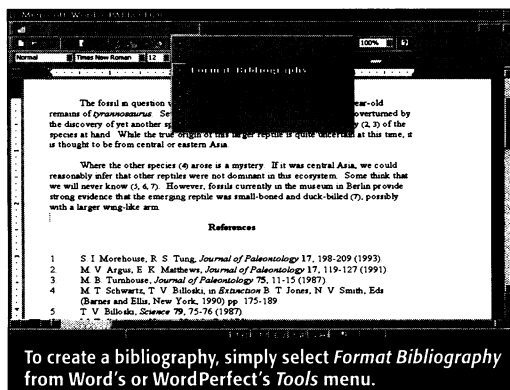 Microsoft Word
Normal Times New Roman 12 100%
Format Bibliography
The fossil in question
remains of tyrannosaurus. overturned by
the discovery of yet another (2, 3) of the
species at hand. While the true origin of this larger reptile is quite uncertain at this time, it
is thought to be from central or eastern Asia.
Where the other species (4) arose is a mystery. If it was central Asia, we could
reasonably infer that other reptiles were not dominant in this ecosystem. Some think that
we will never know (5, 6, 7). However, fossils currently in the museum in Berlin provide
strong evidence that the emerging reptile was small-boned and duck-billed (7), possibly
with a larger wing-like arm.
References
1 S I Morehouse, R S Tung, Journal of Paleontology 17, 198-209 (1993)
2. M V Argus, E K Matthews, Journal of Paleontology 17, 119-127 (1991)
3. M. B. Turnhouse, Journal of Paleontology 75, 11-15 (1987)
4 M. T Schwartz, T V Billoski, in Extinction B T Jones, N V Smith, Eds
(Barnes and Ellis, New York, 1990) pp 175-189
5 T V Billoski, Science 79, 75-76 (1987)
To create a bibliography, simply select Format Bibliography
from Word's or WordPerfect's Tools menu.